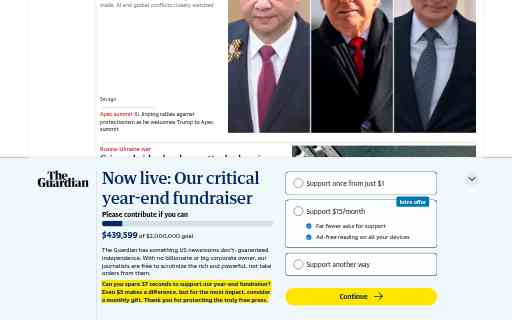 trade, AI and global conflicts closely watched
5m ago
Apec summit Xi Jinping rallies against
protectionism as he welcomes Trump to Apec
summit
Russia-Ukraine war
The
Guardian
Now live: Our critical
year-end fundraiser
Please contribute if you can
$439,599 of $2,000,000 goal
The Guardian has something US newsrooms don't - guaranteed
independence. With no billionaire or big corporate owner, our
journalists are free to scrutinize the rich and powerful, not take
orders from them.
Can you spare 37 seconds to support our year-end fundraiser?
Even $5 makes a difference, but for the most impact, consider
a monthly gift. Thank you for protecting the truly free press.
Support once from just $1
Intro offer
Support $15/month
Far fewer asks for support
Ad-free reading on all your devices
Support another way
Continue